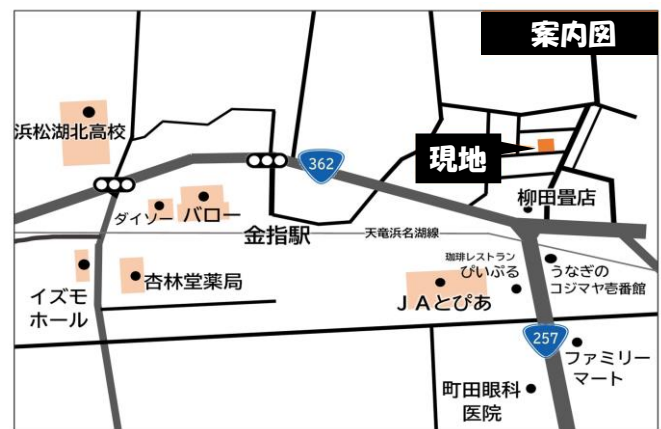 案内図
浜松湖北高校
362
現地
ダイソー
バロー
柳田畳店
金指駅
天竜浜名湖線
珈琲レストラン
ぴいぷる
うなぎの
コジマヤ壱番館
イズモ
ホール
杏林堂薬局
JAとぴあ
257
ファミリー
マート
町田眼科
医院